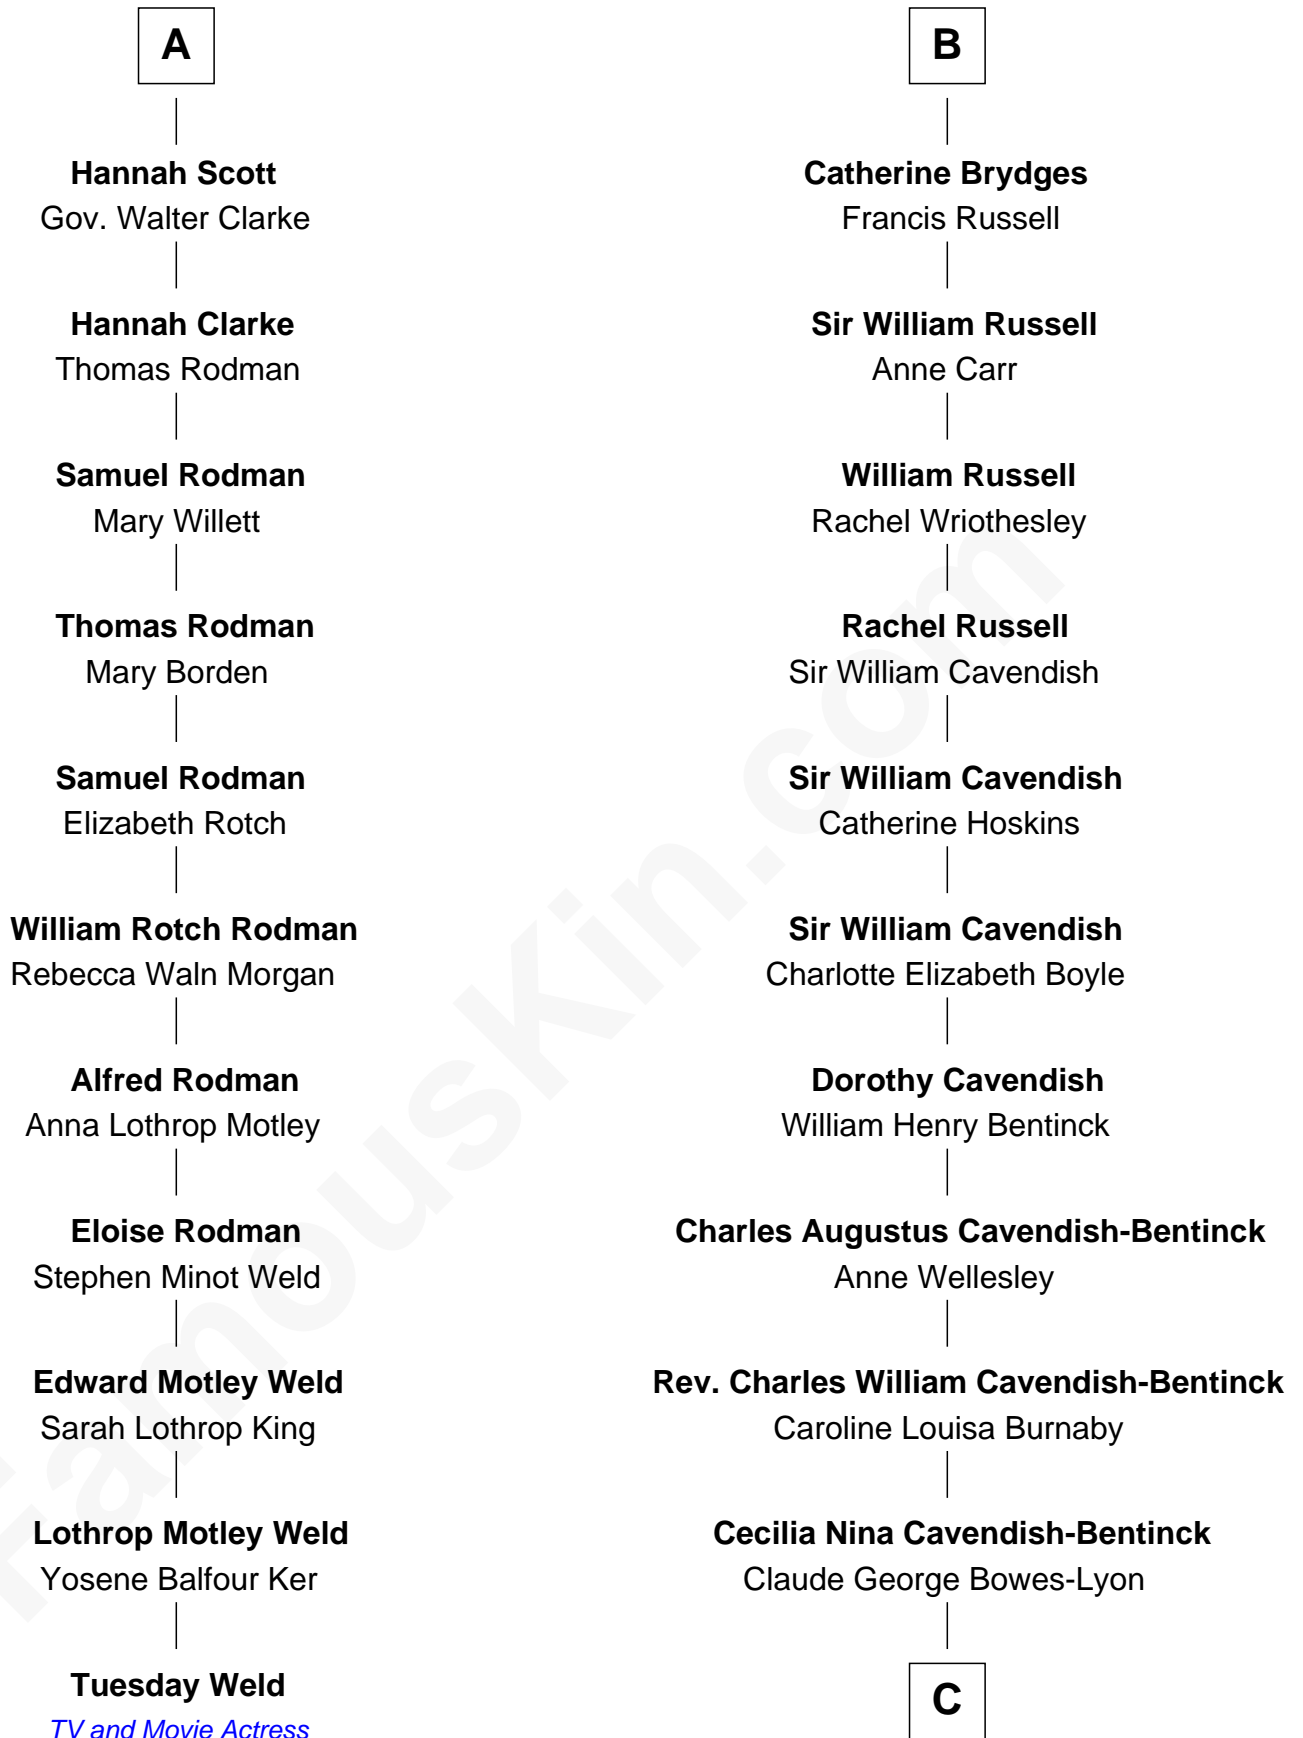 A
Hannah Scott
Gov. Walter Clarke
Hannah Clarke
Thomas Rodman
Samuel Rodman
Mary Willett
Thomas Rodman
Mary Borden
Samuel Rodman
Elizabeth Rotch
William Rotch Rodman
Rebecca Waln Morgan
Alfred Rodman
Anna Lothrop Motley
Eloise Rodman
Stephen Minot Weld
Edward Motley Weld
Sarah Lothrop King
Lothrop Motley Weld
Yosene Balfour Ker
Tuesday Weld
TV and Movie Actress
B
Catherine Brydges
Francis Russell
Sir William Russell
Anne Carr
William Russell
Rachel Wriothesley
Rachel Russell
Sir William Cavendish
Sir William Cavendish
Catherine Hoskins
Sir William Cavendish
Charlotte Elizabeth Boyle
Dorothy Cavendish
William Henry Bentinck
Charles Augustus Cavendish-Bentinck
Anne Wellesley
Rev. Charles William Cavendish-Bentinck
Caroline Louisa Burnaby
Cecilia Nina Cavendish-Bentinck
Claude George Bowes-Lyon
C
FamousKin.com